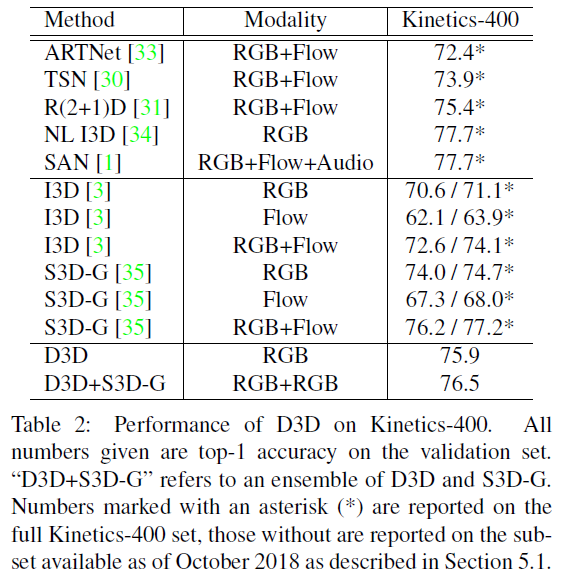 Method Modality Kinetics-400
ARTNet [33] RGB+Flow 72.4*
TSN [30] RGB+Flow 73.9*
R(2+1)D [31] RGB+Flow 75.4*
NL I3D [34] RGB 77.7*
SAN [1] RGB+Flow+Audio 77.7*
I3D [3] RGB 70.6 / 71.1*
I3D [3] Flow 62.1 / 63.9*
I3D [3] RGB+Flow 72.6 / 74.1*
S3D-G [35] RGB 74.0 / 74.7*
S3D-G [35] Flow 67.3 / 68.0*
S3D-G [35] RGB+Flow 76.2 / 77.2*
D3D RGB 75.9
D3D+S3D-G RGB+RGB 76.5
Table 2: Performance of D3D on Kinetics-400. All
numbers given are top-1 accuracy on the validation set.
“D3D+S3D-G” refers to an ensemble of D3D and S3D-G.
Numbers marked with an asterisk (*) are reported on the
full Kinetics-400 set, those without are reported on the sub-
set available as of October 2018 as described in Section 5.1.